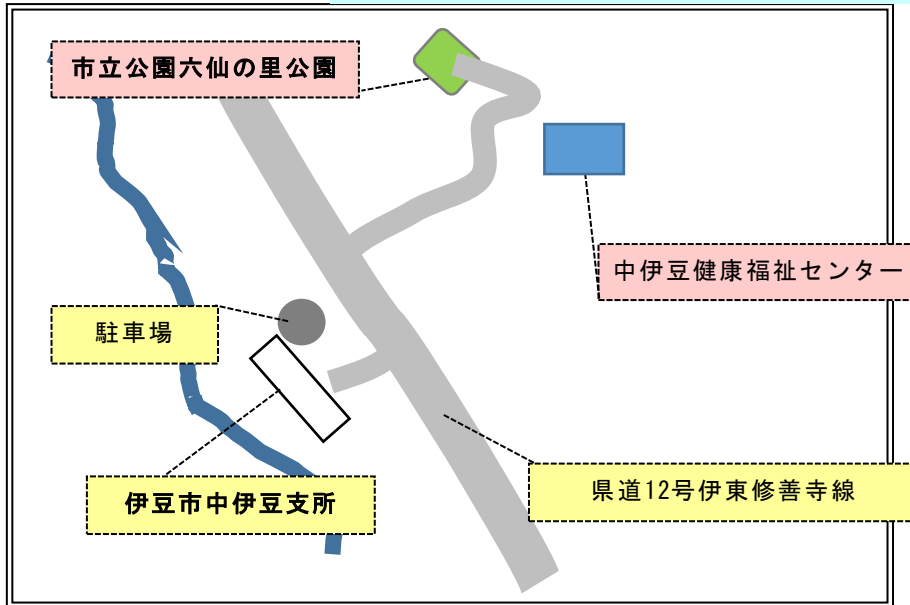 市立公園六仙の里公園
中伊豆健康福祉センター
駐車場
伊豆市中伊豆支所
県道12号伊東修善寺線